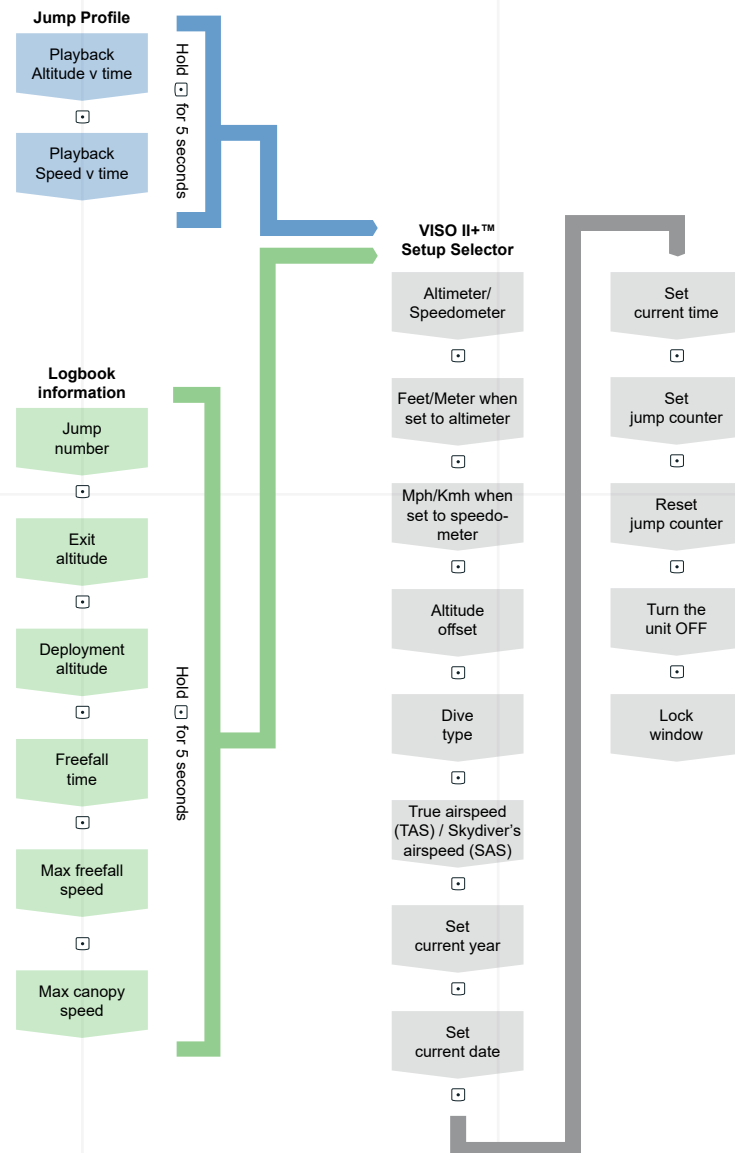 Jump Profile
Playback
Altitude v time
Playback
Speed v time
Hold ⊡ for 5 seconds
Logbook
information
Jump
number
Exit
altitude
Deployment
altitude
Freefall
time
Max freefall
speed
Max canopy
speed
Hold ⊡ for 5 seconds
VISO II+™
Setup Selector
Altimeter/
Speedometer
Feet/Meter when
set to altimeter
Mph/Kmh when
set to speedo-
meter
Altitude
offset
Dive
type
True airspeed
(TAS) / Skydiver's
airspeed (SAS)
Set
current year
Set
current date
Set
current time
Set
jump counter
Reset
jump counter
Turn the
unit OFF
Lock
window